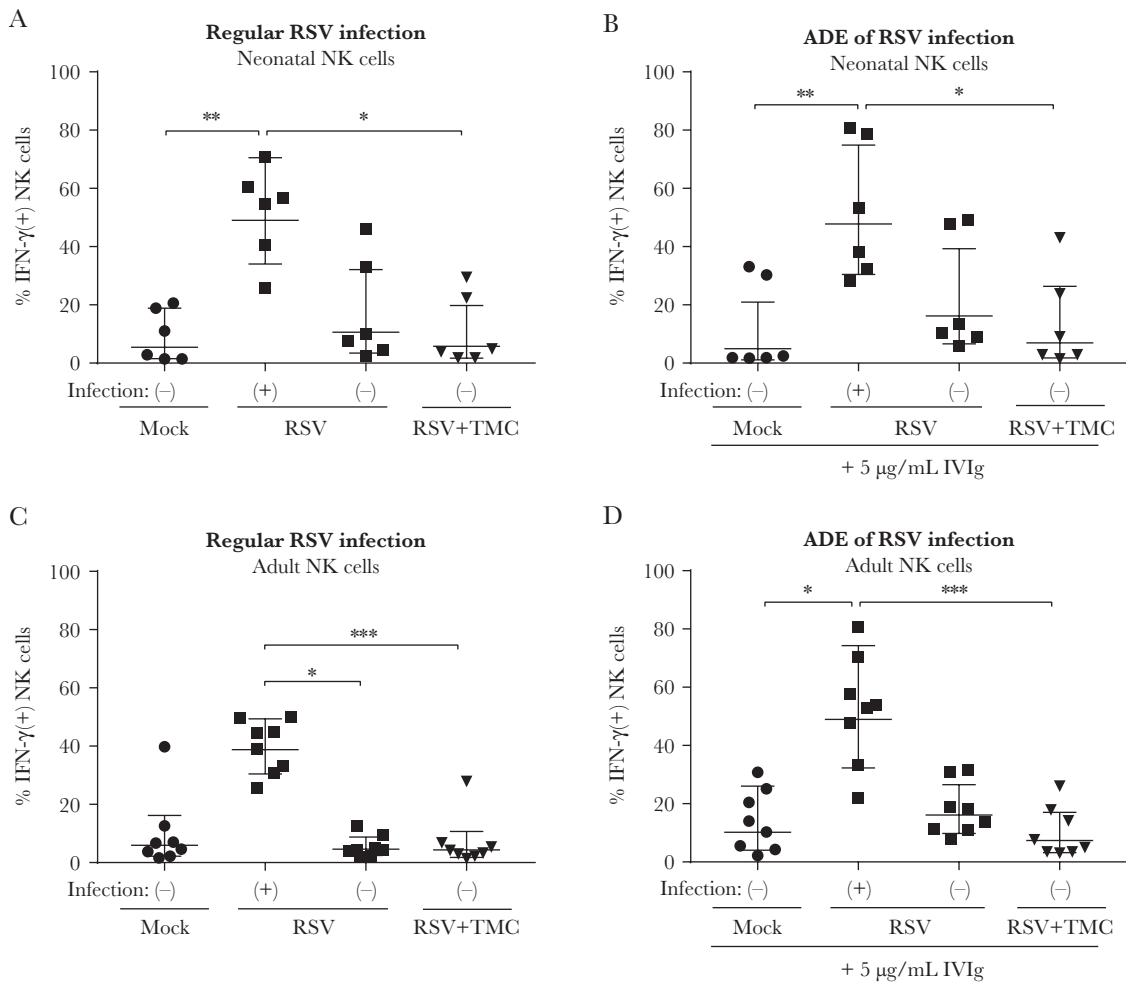 A
Regular RSV infection
Neonatal NK cells
% IFN-γ(+) NK cells
100
80
60
40
20
0
** *
Infection: (–) (+) (–) (–)
Mock RSV RSV+TMC
B
ADE of RSV infection
Neonatal NK cells
% IFN-γ(+) NK cells
100
80
60
40
20
0
** *
(–) (+) (–) (–)
Mock RSV RSV+TMC
+ 5 μg/mL IVIg
C
Regular RSV infection
Adult NK cells
% IFN-γ(+) NK cells
100
80
60
40
20
0
***
*
Infection: (–) (+) (–) (–)
Mock RSV RSV+TMC
D
ADE of RSV infection
Adult NK cells
% IFN-γ(+) NK cells
100
80
60
40
20
0
* ***
Infection: (–) (+) (–) (–)
Mock RSV RSV+TMC
+ 5 μg/mL IVIg